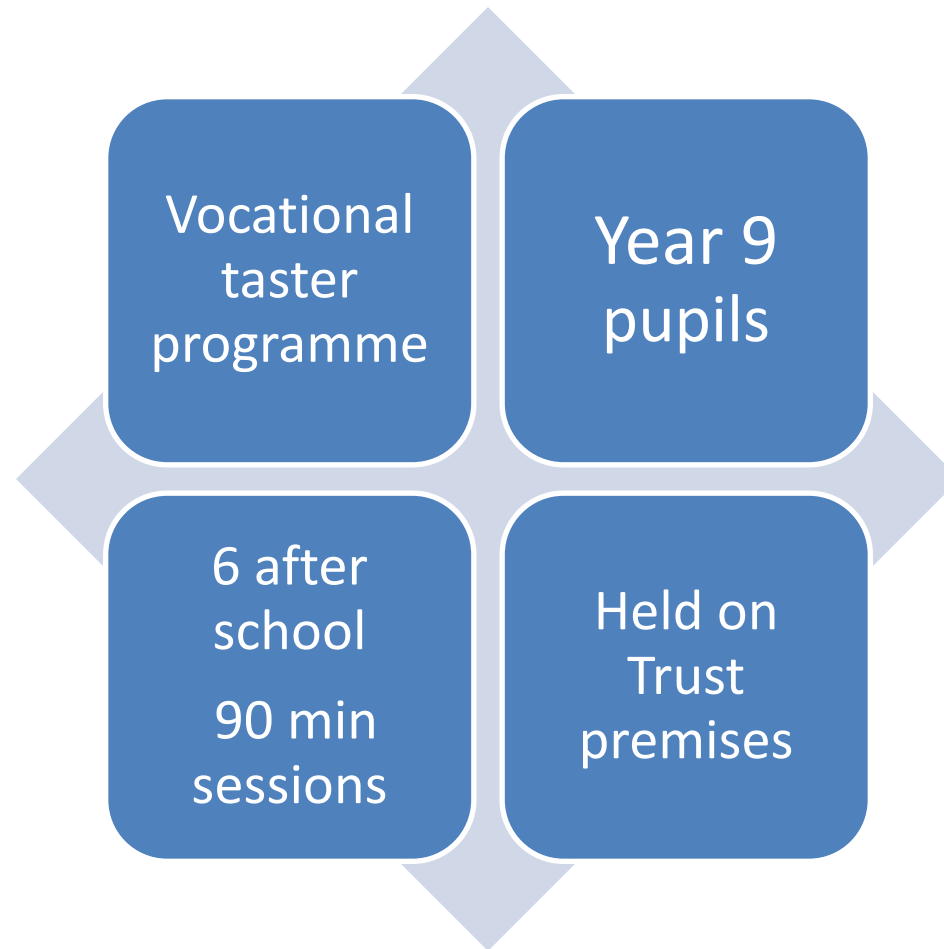 Vocational
taster
programme
Year 9
pupils
6 after
school
90 min
sessions
Held on
Trust
premises